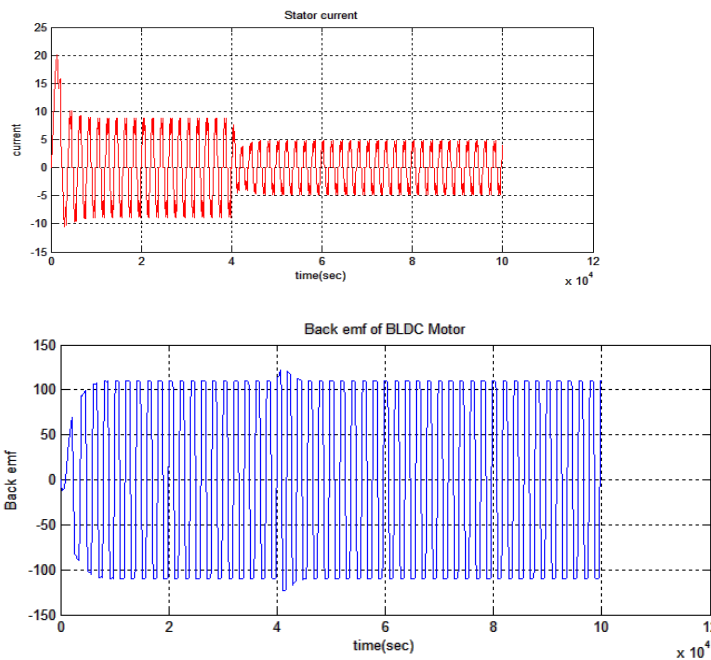 Stator current
25
20
15
10
5
0
-5
-10
-15
current
0 2 4 6 8 10 12
time(sec)
x 10^4
Back emf of BLDC Motor
150
100
50
0
-50
-100
-150
Back emf
0 2 4 6 8 10 12
time(sec)
x 10^4